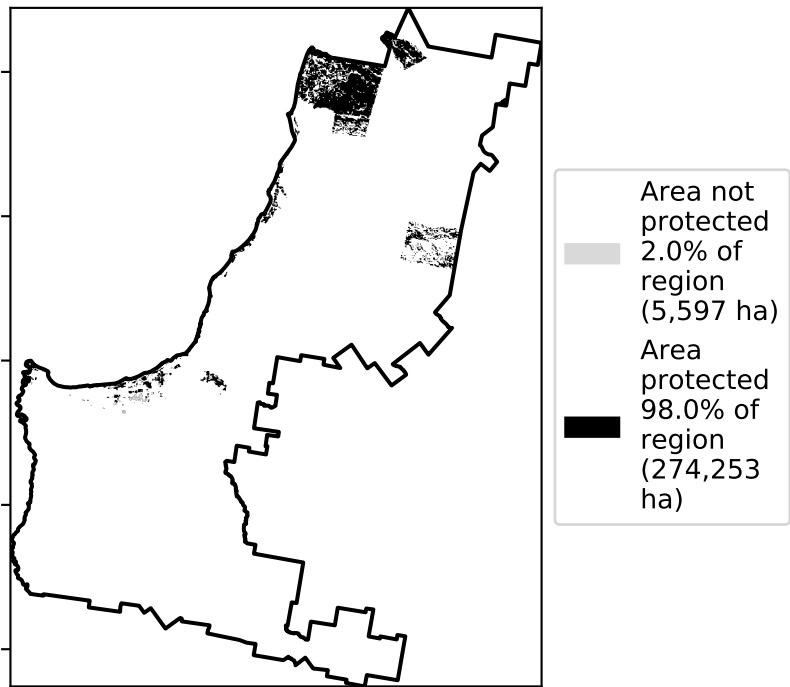 Area not
protected
2.0% of
region
(5,597 ha)
Area
protected
98.0% of
region
(274,253
ha)